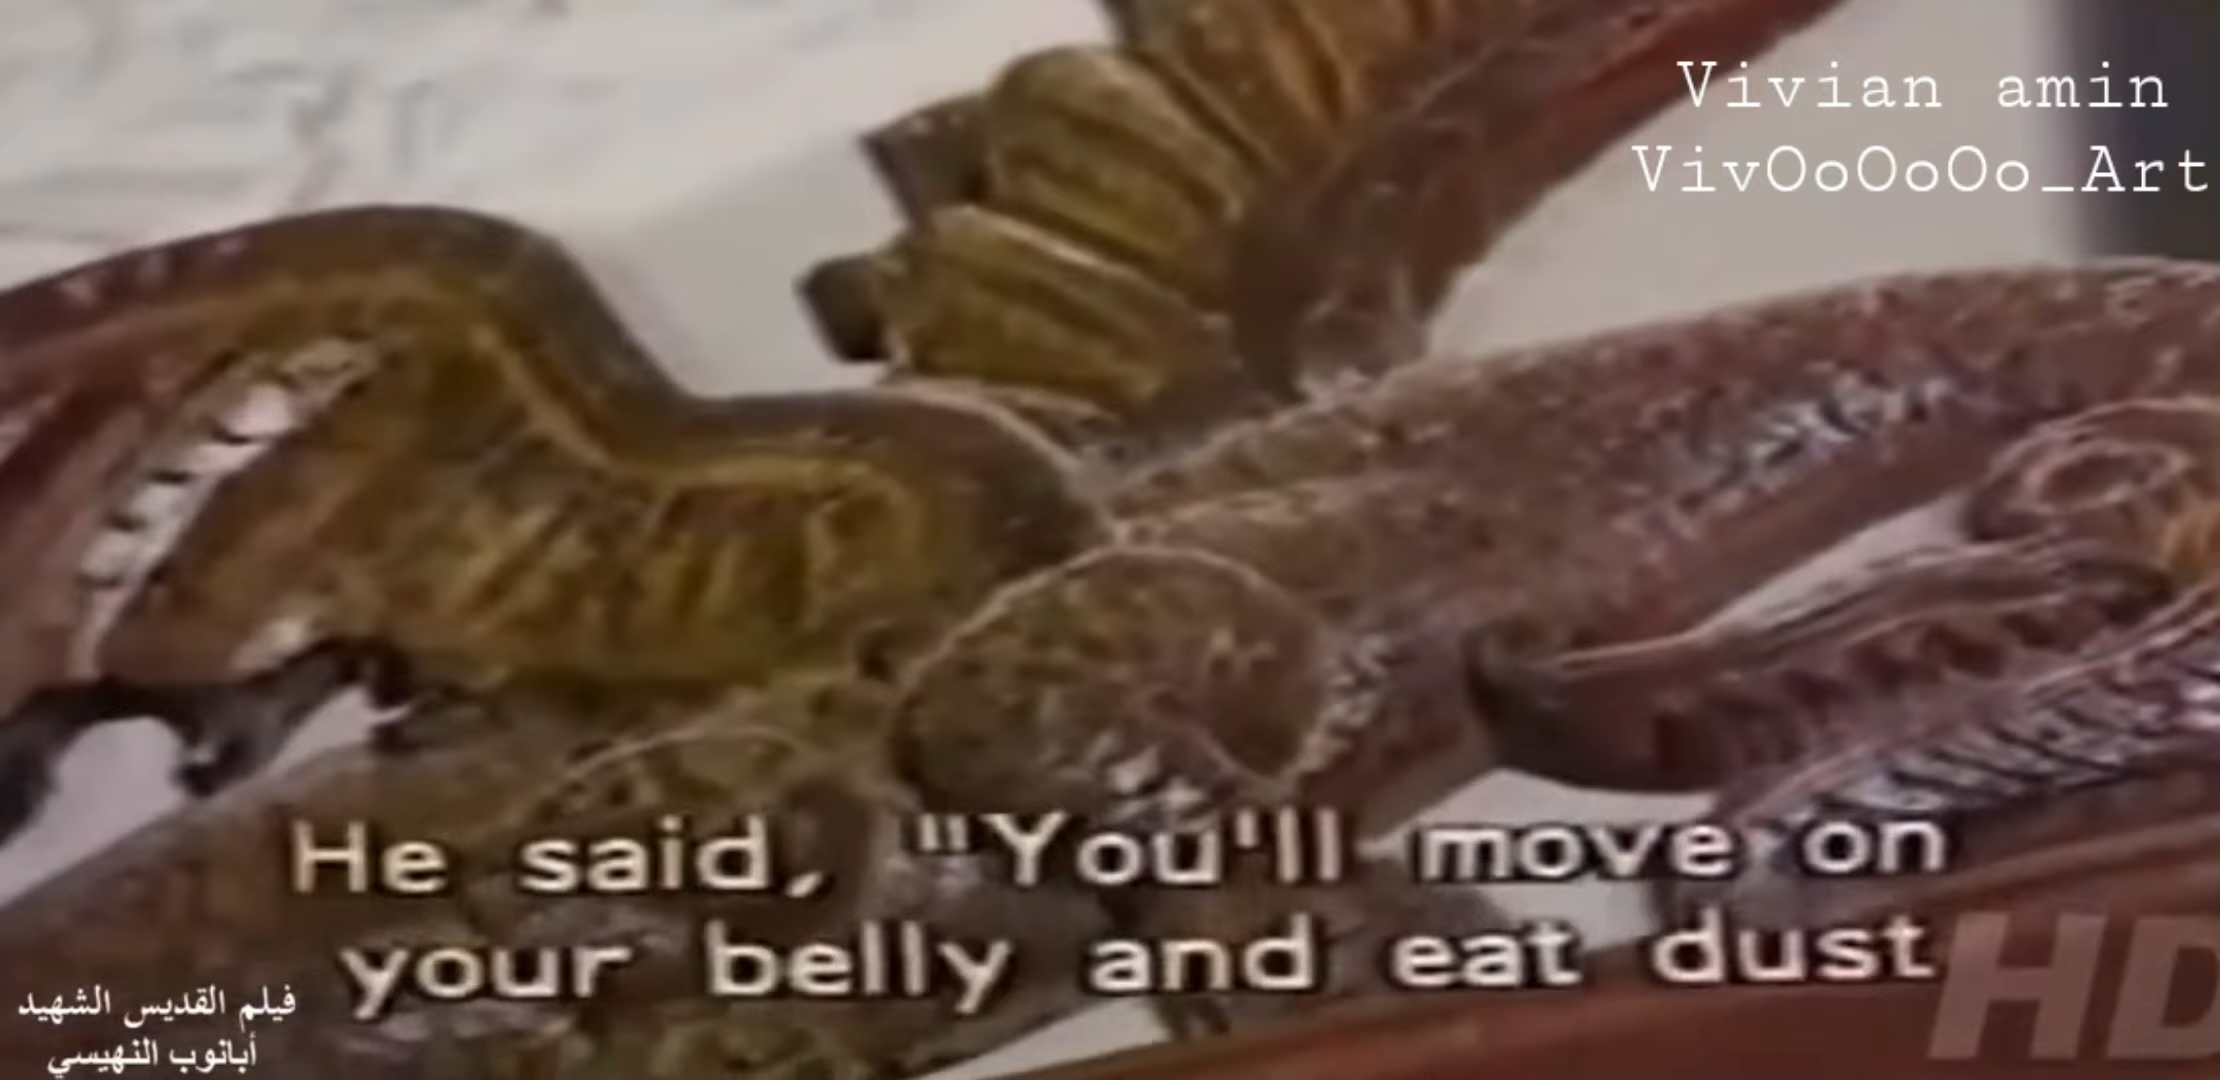 Vivian amin
VivOoOoOo_Art
He said, "You'll move on
your belly and eat dust
HD
فيلم القديس الشهيد
أبانوب النهيسي